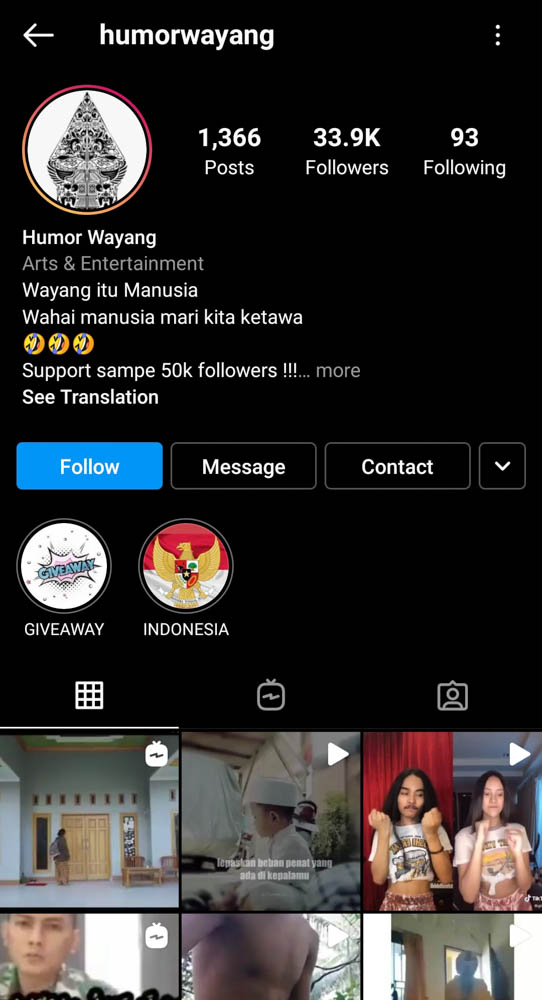 humorwayang
1,366
Posts
33.9K
Followers
93
Following
Humor Wayang
Arts & Entertainment
Wayang itu Manusia
Wahai manusia mari kita ketawa
🤣🤣🤣
Support sampe 50k followers !!!... more
See Translation
Follow
Message
Contact
GIVEAWAY
GIVEAWAY
INDONESIA
lepaskan beban penat yang
ada di kepalamu